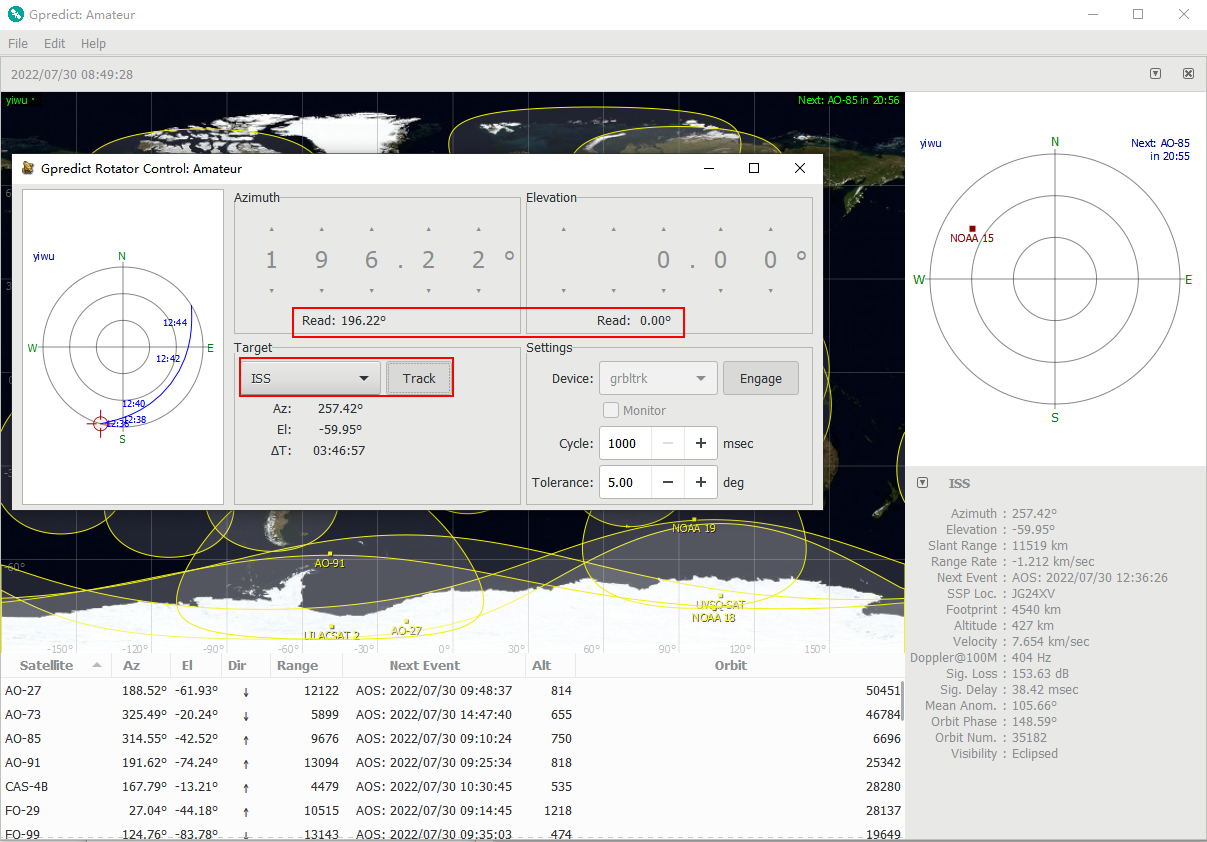 Gpredict: Amateur
File Edit Help
2022/07/30 08:49:28
yiwu
Next: AO-85 in 20:56
Gpredict Rotator Control: Amateur
yiwu
N
W
E
S
12:44
12:42
12:40
12:38
12:36
Azimuth
1 9 6 . 2 2 °
Read: 196.22°
Elevation
0 . 0 0 °
Read: 0.00°
Target
ISS
Track
Az: 257.42°
El: -59.95°
ΔT: 03:46:57
Settings
Device: grbltrk Engage
Monitor
Cycle: 1000 msec
Tolerance: 5.00 deg
yiwu
Next: AO-85
in 20:55
N
NOAA 15
W
E
S
NOAA 19
AO-91
-60°
UVSQ-SAT
NOAA 18
LILACSAT 2
AO-27
-150° -120° -90° -60° -30° 0° 30° 60° 90° 120° 150°
Satellite Az El Dir Range Next Event Alt Orbit
AO-27 188.52° -61.93° ↓ 12122 AOS: 2022/07/30 09:48:37 814 50451
AO-73 325.49° -20.24° ↓ 5899 AOS: 2022/07/30 14:47:40 655 46784
AO-85 314.55° -42.52° ↑ 9676 AOS: 2022/07/30 09:10:24 750 6696
AO-91 191.62° -74.24° ↑ 13094 AOS: 2022/07/30 09:25:34 818 25342
CAS-4B 167.79° -13.21° ↑ 4479 AOS: 2022/07/30 10:30:45 535 28280
FO-29 27.04° -44.18° ↑ 10515 AOS: 2022/07/30 09:14:45 1218 28137
FO-99 124.76° -83.78° ↓ 13143 AOS: 2022/07/30 09:35:03 474 19649
ISS
Azimuth : 257.42°
Elevation : -59.95°
Slant Range : 11519 km
Range Rate : -1.212 km/sec
Next Event : AOS: 2022/07/30 12:36:26
SSP Loc. : JG24XV
Footprint : 4540 km
Altitude : 427 km
Velocity : 7.654 km/sec
Doppler@100M : 404 Hz
Sig. Loss : 153.63 dB
Sig. Delay : 38.42 msec
Mean Anom. : 105.66°
Orbit Phase : 148.59°
Orbit Num. : 35182
Visibility : Eclipsed